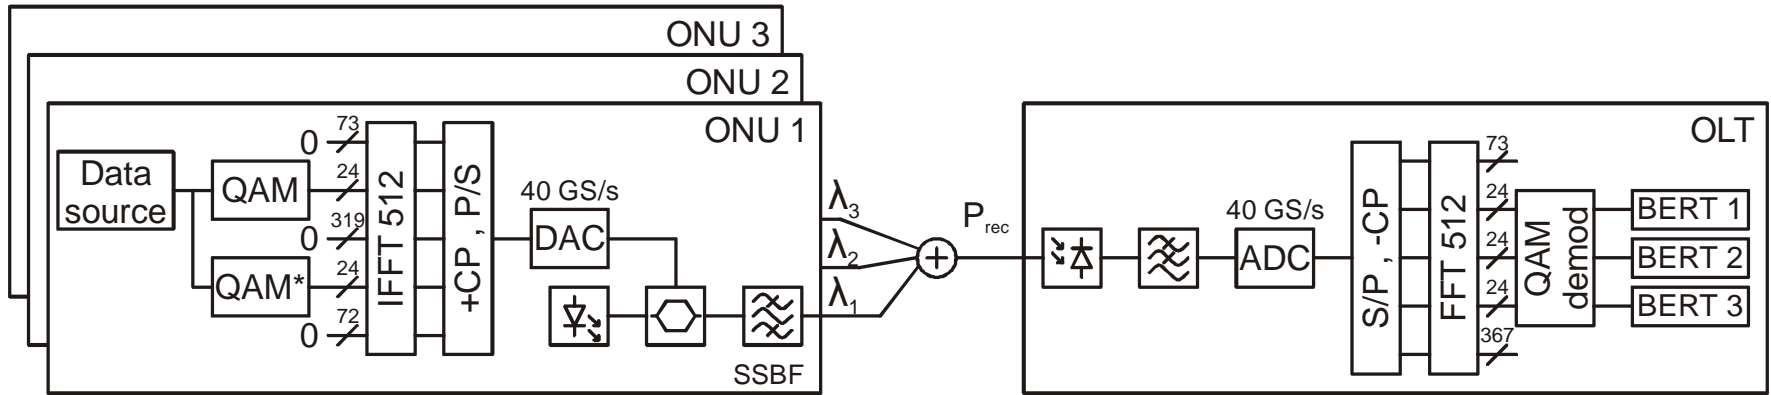 ONU 3
ONU 2
ONU 1
Data
source
QAM
QAM*
0
73
24
0
319
24
0
72
IFFT 512
+CP , P/S
40 GS/s
DAC
SSBF
λ3
λ2
λ1
+
Prec
OLT
40 GS/s
ADC
S/P , -CP
FFT 512
73
24
24
24
367
QAM
demod
BERT 1
BERT 2
BERT 3